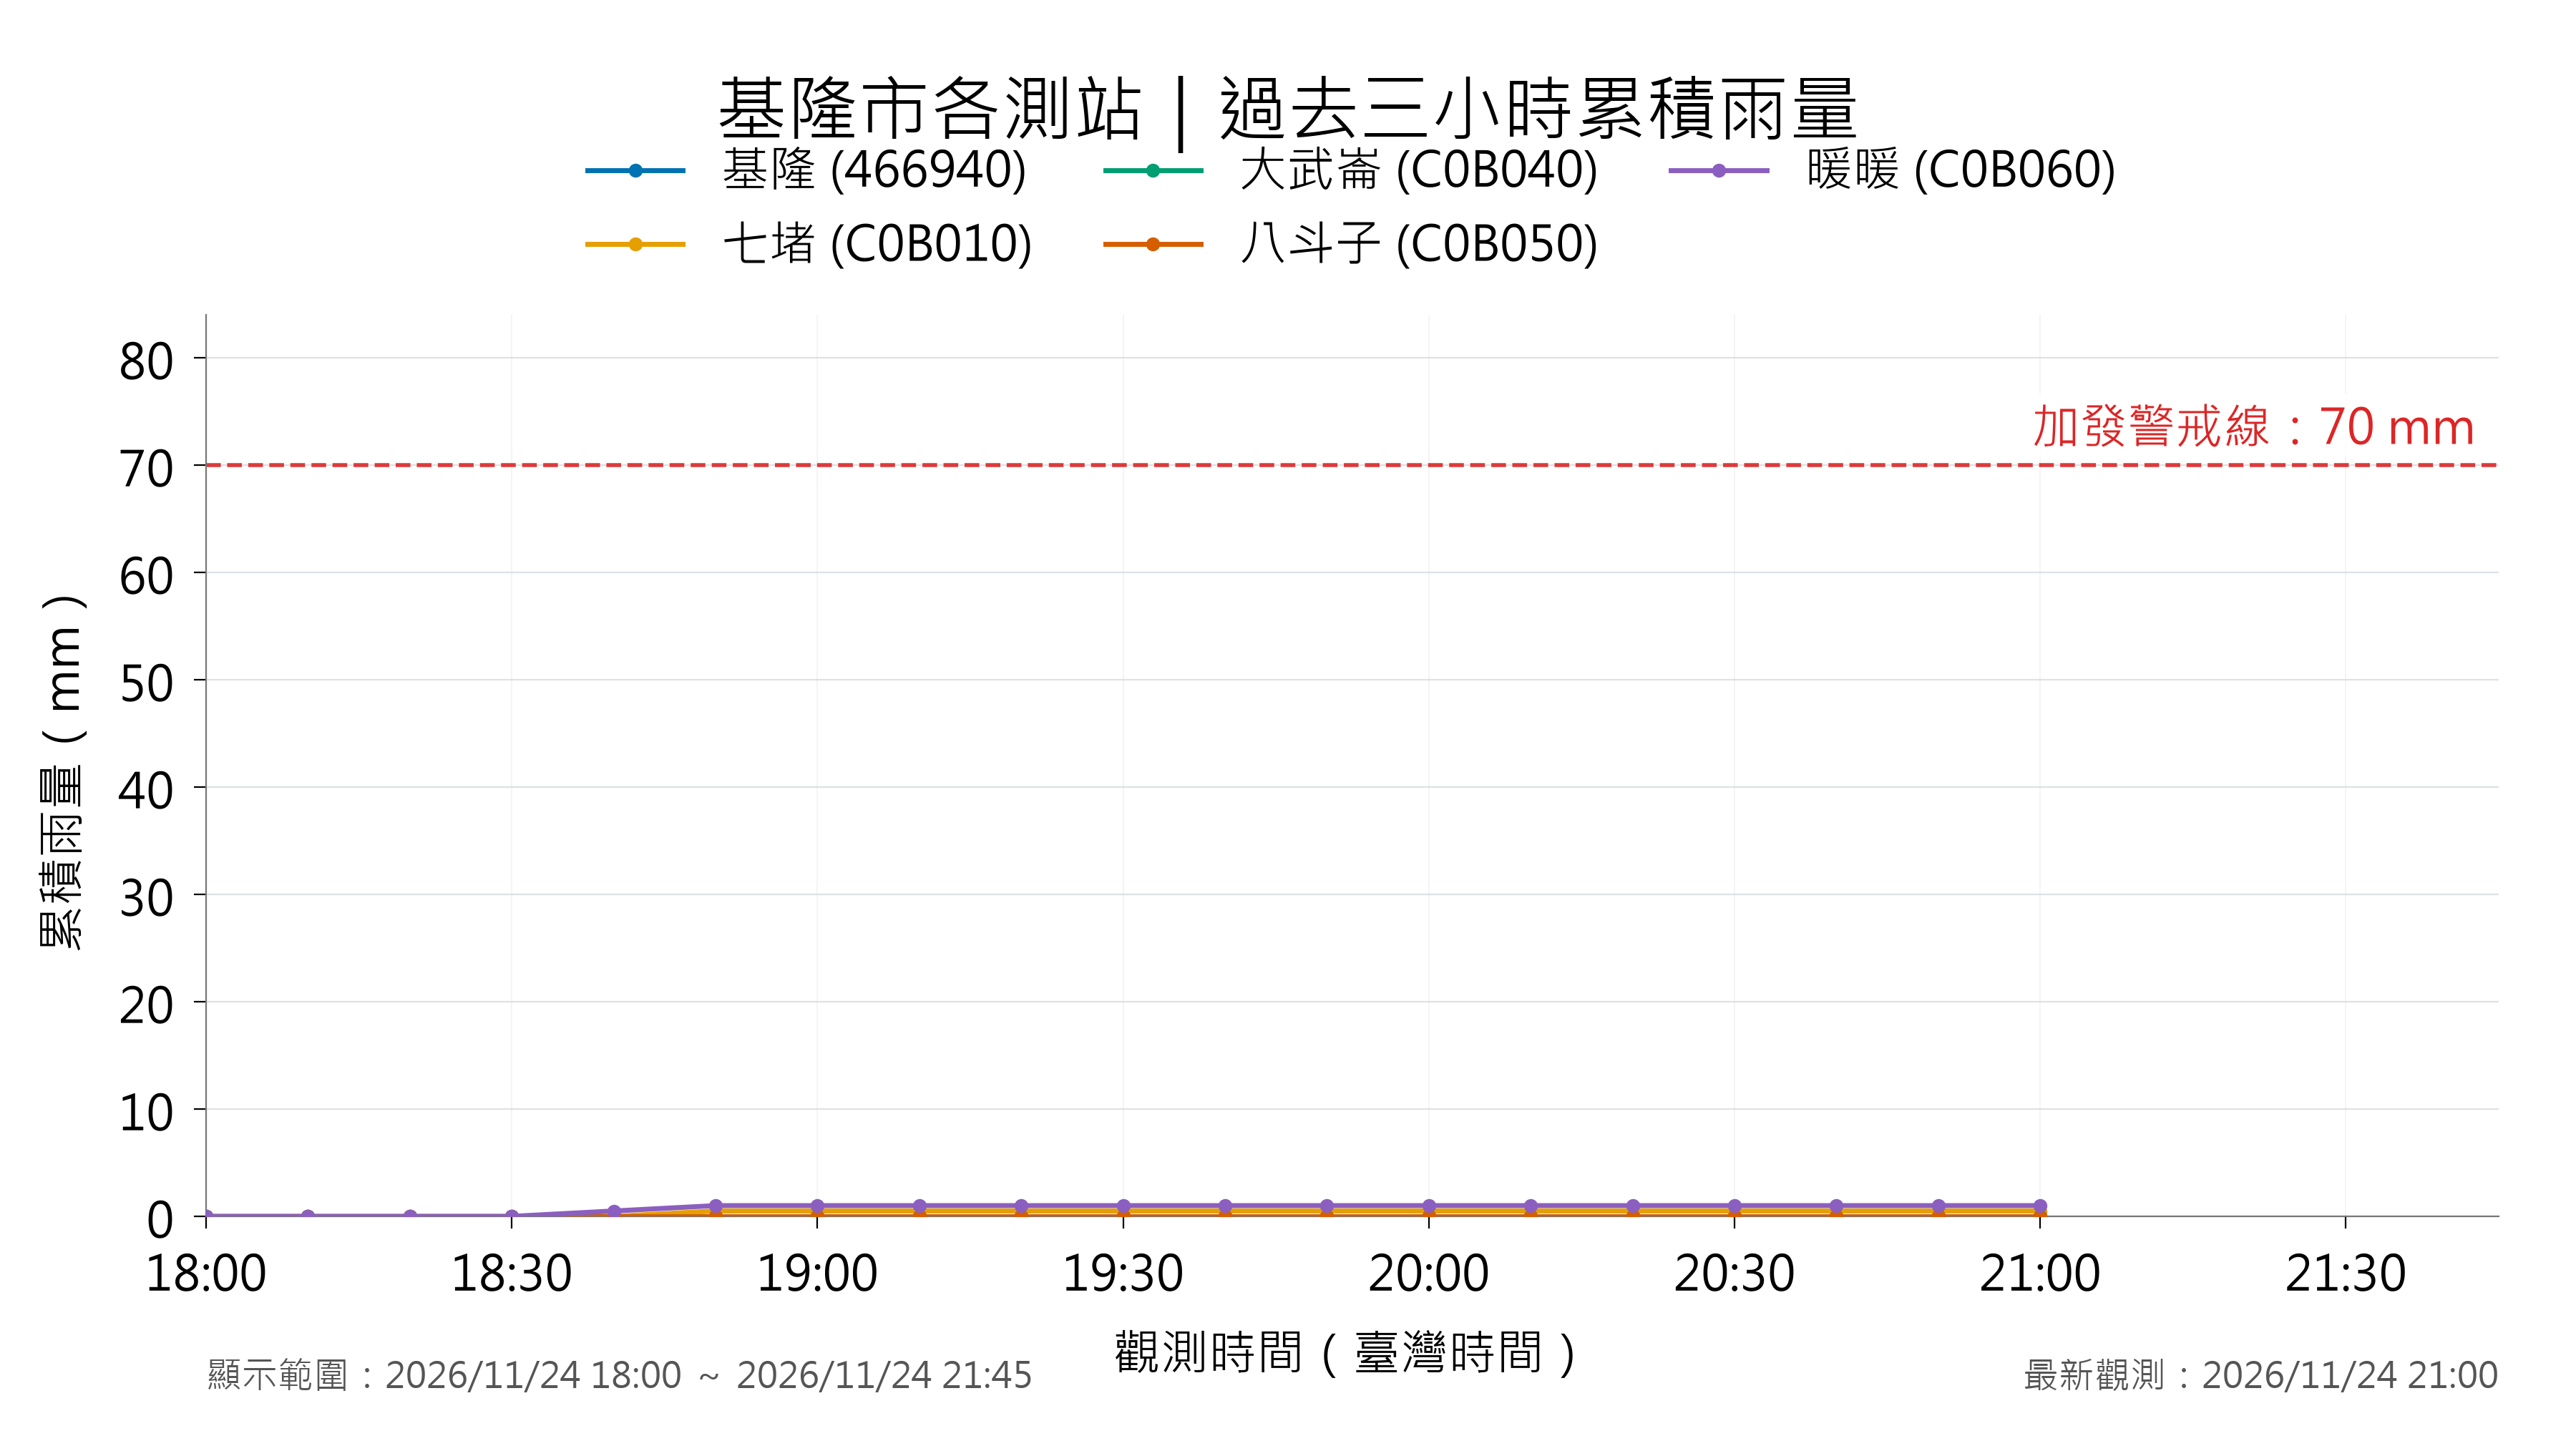 基隆市各測站｜過去三小時累積雨量
基隆 (466940)
大武崙 (C0B040)
暖暖 (C0B060)
七堵 (C0B010)
八斗子 (C0B050)
80
加發警戒線：70 mm
70
60
50
40
30
20
10
0
累積雨量（mm）
18:00 18:30 19:00 19:30 20:00 20:30 21:00 21:30
觀測時間（臺灣時間）
顯示範圍：2026/11/24 18:00 ~ 2026/11/24 21:45
最新觀測：2026/11/24 21:00